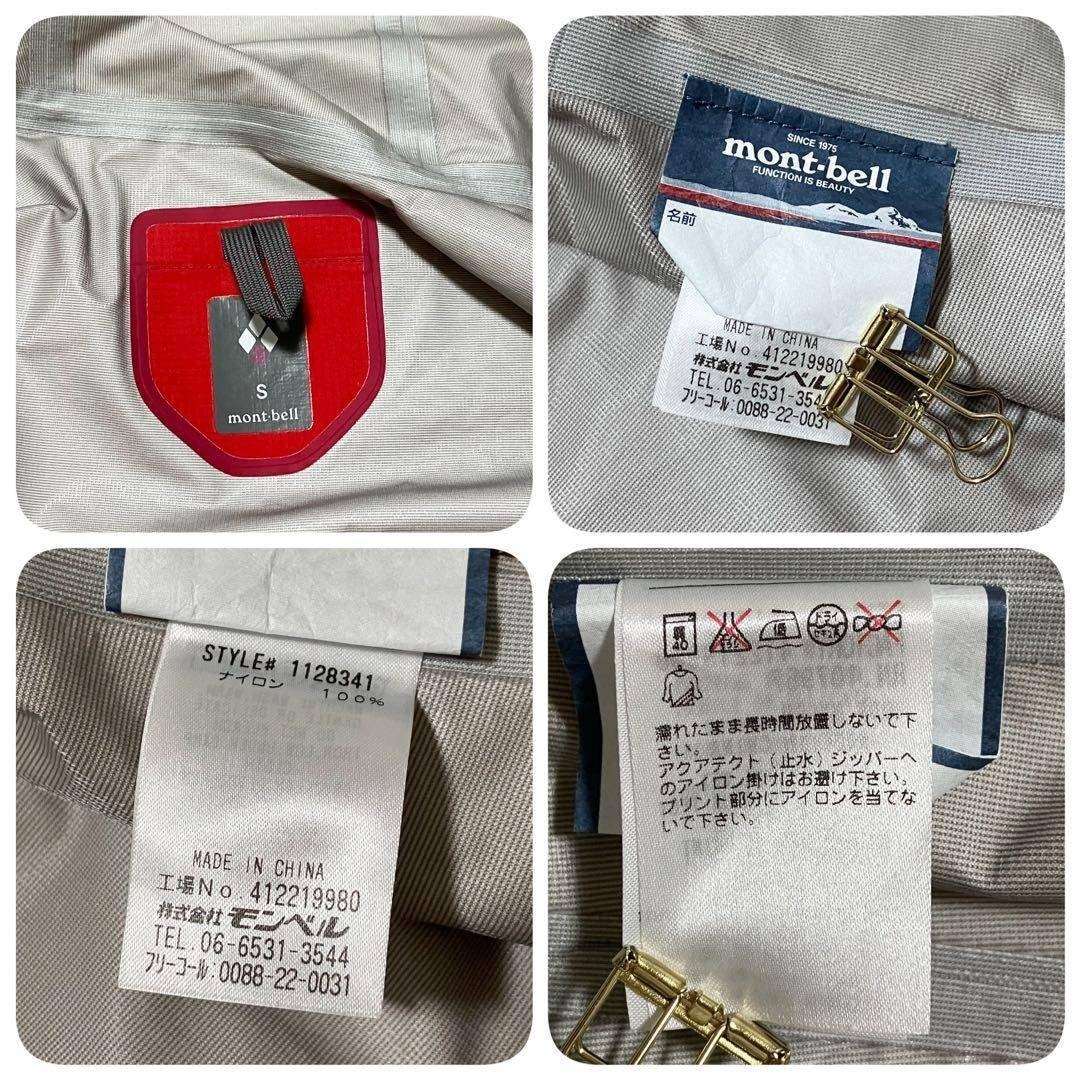 S
mont-bell
SINCE 1975
mont-bell
FUNCTION IS BEAUTY
名前
MADE IN CHINA
工場No. 412219980
株式会社モンベル
TEL. 06-6531-3544
フリーコール:0088-22-0031
STYLE# 1128341
ナイロン 100%
MADE IN CHINA
工場No. 412219980
株式会社モンベル
TEL. 06-6531-3544
フリーコール:0088-22-0031
40
低
ドライ
濡れたまま長時間放置しないで下
さい。
アクアテクト(止水)ジッパーへ
のアイロン掛けはお避け下さい。
プリント部分にアイロンを当てな
いで下さい。